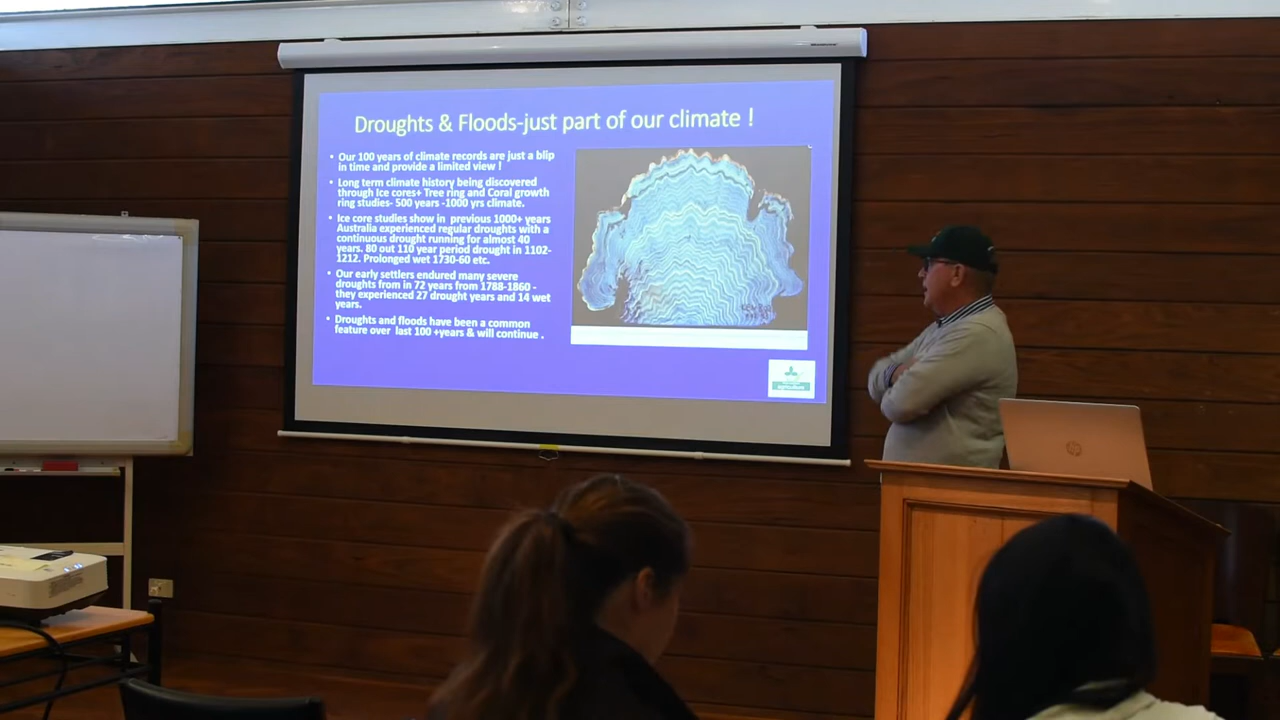 Droughts & Floods-just part of our climate !
• Our 100 years of climate records are just a blip
in time and provide a limited view !
• Long term climate history being discovered
through Ice cores+ Tree ring and Coral growth
ring studies- 500 years -1000 yrs climate.
• Ice core studies show in previous 1000+ years
Australia experienced regular droughts with a
continuous drought running for almost 40
years. 80 out 110 year period drought in 1102-
1212. Prolonged wet 1730-60 etc.
• Our early settlers endured many severe
droughts from in 72 years from 1788-1860 -
they experienced 27 drought years and 14 wet
years.
• Droughts and floods have been a common
feature over last 100 +years & will continue .
agriculture
hp